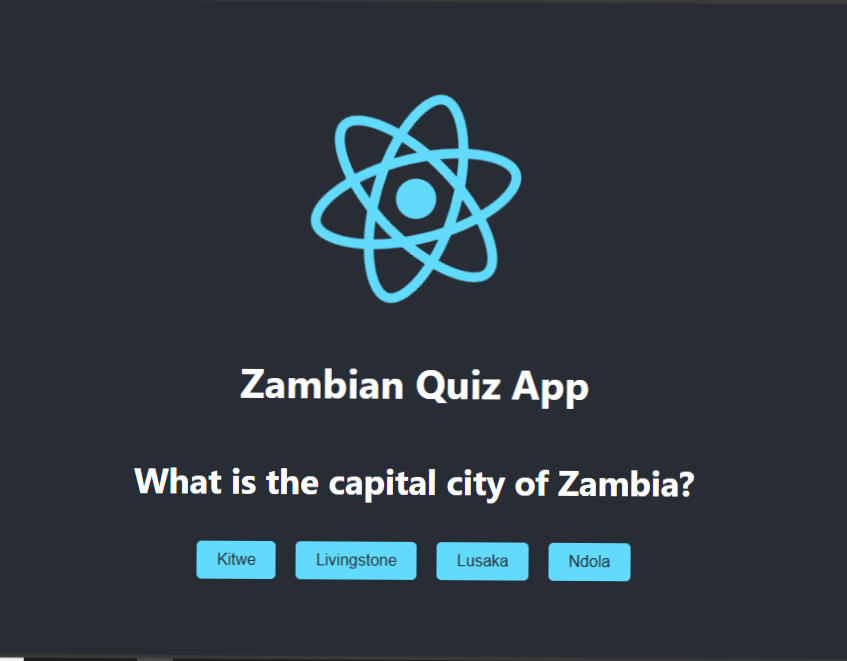 Zambian Quiz App
What is the capital city of Zambia?
Kitwe Livingstone Lusaka Ndola